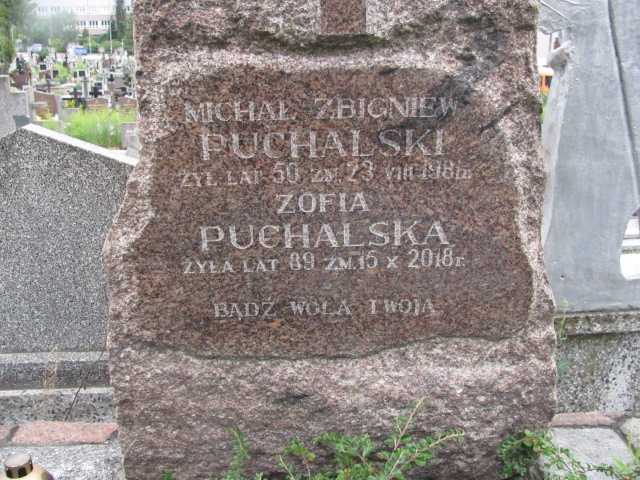 MICHAŁ ZBIGNIEW
PUCHALSKI
ŻYŁ LAT 50 ZM. 23 VIII 1981r.
ZOFIA
PUCHALSKA
ŻYŁA LAT 89 ZM. 15 X 2018 r.
BĄDŹ WOLA TWOJA